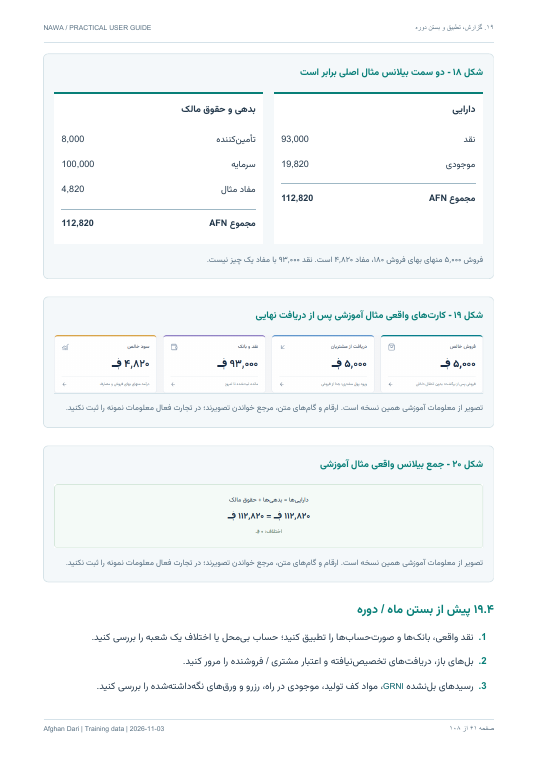 NAWA / PRACTICAL USER GUIDE
۱۹. گزارش، تطبیق و بستن دوره
شکل ۱۸ - دو سمت بیلانس مثال اصلی برابر است
دارایی
نقد 93,000
موجودی 19,820
مجموع AFN 112,820
بدهی و حقوق مالک
تأمین‌کننده 8,000
سرمایه 100,000
مفاد مثال 4,820
مجموع AFN 112,820
فروش ۵,۰۰۰ منهای بهای فروش ۱۸۰، مفاد ۴,۸۲۰ است. نقد ۹۳,۰۰۰ با مفاد یک چیز نیست.
شکل ۱۹ - کارت‌های واقعی مثال آموزشی پس از دریافت نهایی
فروش خالص
۵,۰۰۰ ؋
دریافت از مشتریان
۵,۰۰۰ ؋
نقد و بانک
۹۳,۰۰۰ ؋
سود خالص
۴,۸۲۰ ؋
تصویر از معلومات آموزشی همین نسخه است. ارقام و گام‌های متن، مرجع خواندن تصویرند؛ در تجارت فعال معلومات نمونه را ثبت نکنید.
شکل ۲۰ - جمع بیلانس واقعی مثال آموزشی
دارایی‌ها = بدهی‌ها + حقوق مالک
۱۱۲,۸۲۰ ؋ = ۱۱۲,۸۲۰ ؋
اختلاف: ۰ ؋
تصویر از معلومات آموزشی همین نسخه است. ارقام و گام‌های متن، مرجع خواندن تصویرند؛ در تجارت فعال معلومات نمونه را ثبت نکنید.
۱۹.۴ پیش از بستن ماه / دوره
1. نقد واقعی، بانک‌ها و صورت‌حساب‌ها را تطبیق کنید؛ حساب بی‌محل یا اختلاف یک شعبه را بررسی کنید.
2. بل‌های باز، دریافت‌های تخصیص‌نیافته و اعتبار مشتری / فروشنده را مرور کنید.
3. رسیدهای بل‌نشده GRNI، مواد کف تولید، موجودی در راه، رزرو و ورق‌های نگه‌داشته‌شده را بررسی کنید.
Afghan Dari | Training data | 2026-11-03
صفحه ۴۱ از ۱۰۸